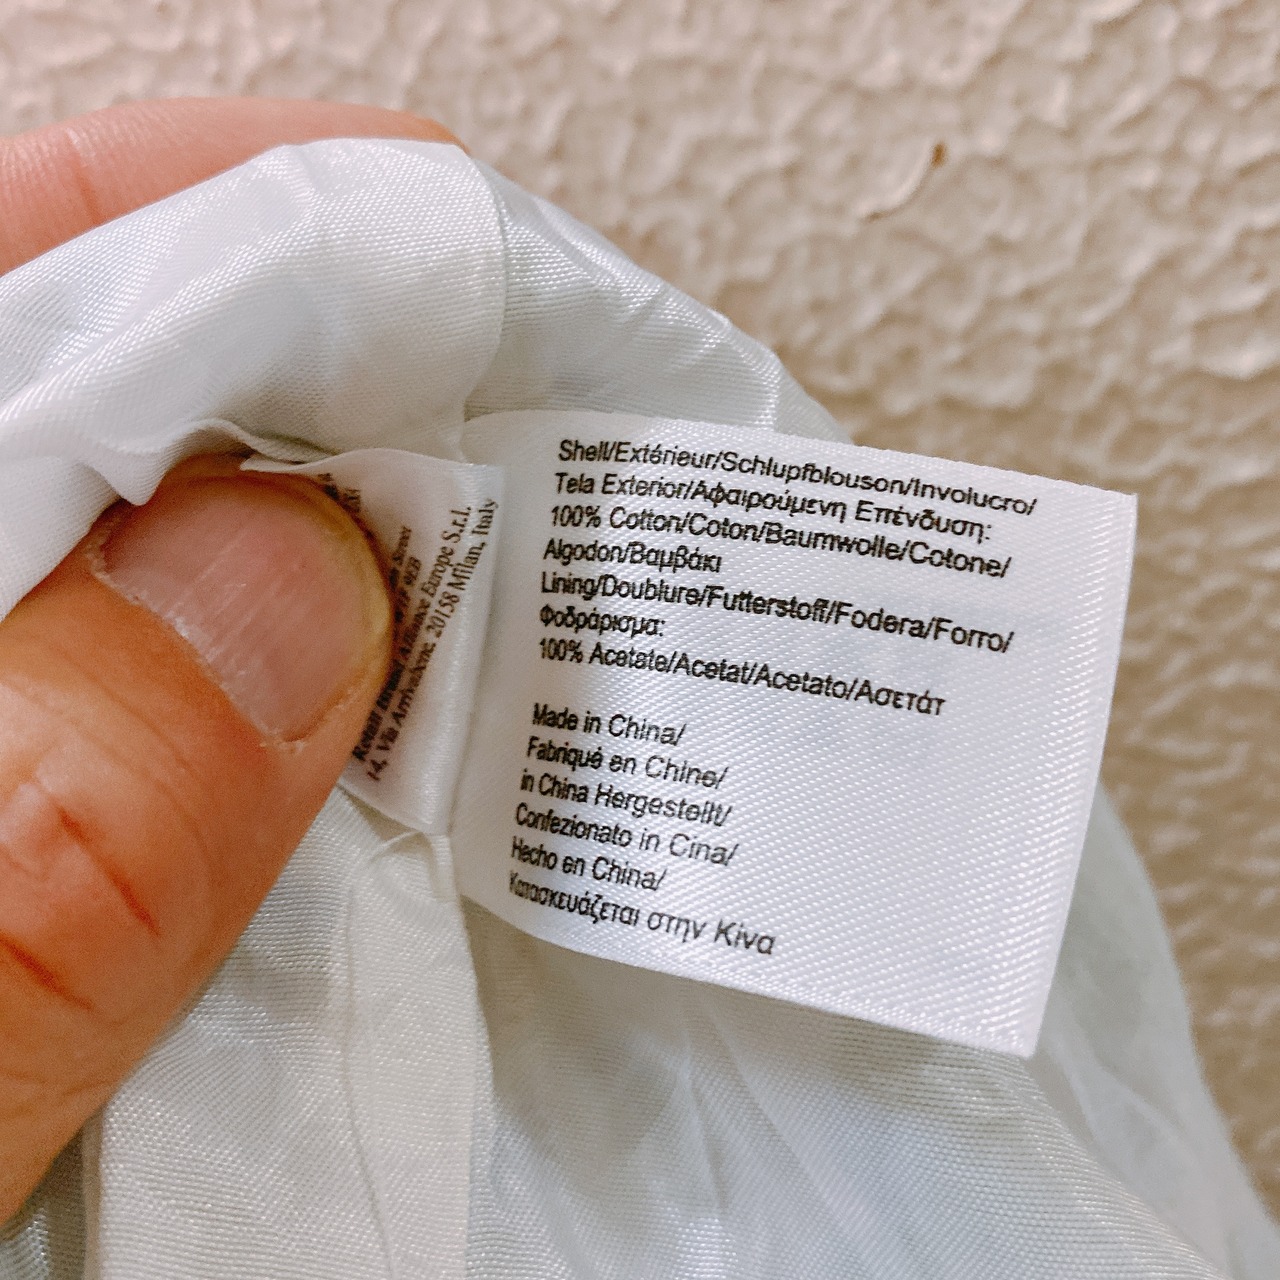 Shell/Extérieur/Schlupfblouson/Involucro/
Tela Exterior/Αφαιρούμενη Επένδυση:
100% Cotton/Coton/Baumwolle/Cotone/
Algodon/Βαμβάκι
Lining/Doublure/Futterstoff/Fodera/Forro/
Φοδράρισμα:
100% Acetate/Acetat/Acetato/Ασετάτ
Made in China/
Fabriqué en Chine/
in China Hergestellt/
Confezionato in Cina/
Hecho en China/
Κατασκευάζεται στην Κίνα
Street
Retail Brand Alliance Europe S.r.l.
14, Via Arrivabene, 20158 Milan, Italy